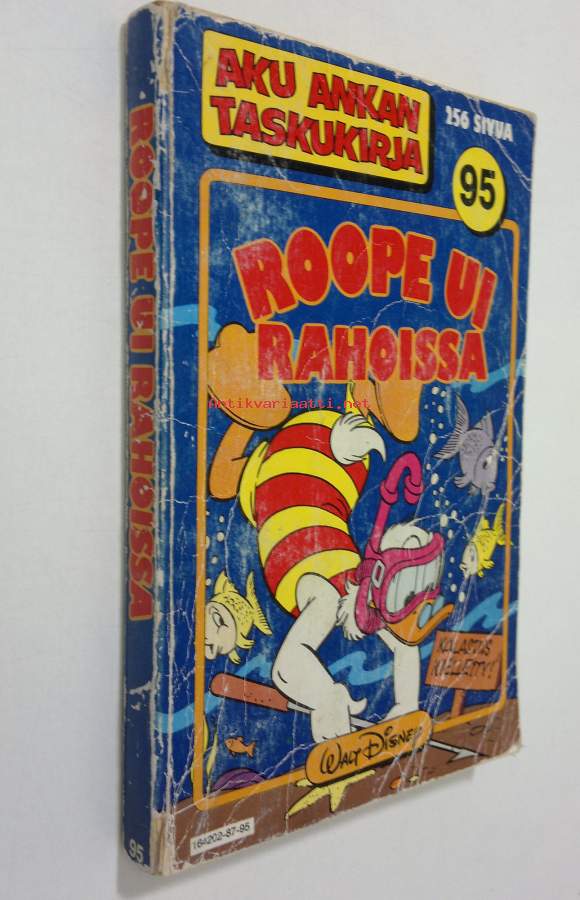 AKU ANKAN
TASKUKIRJA
256 SIVUA
95
ROOPE UI
RAHOISSA
Antikvariaatti.net
KALASTUS
KIELLETTY!
WALT DISNEY
164202-87-95
ROOPE UI RAHOISSA
95